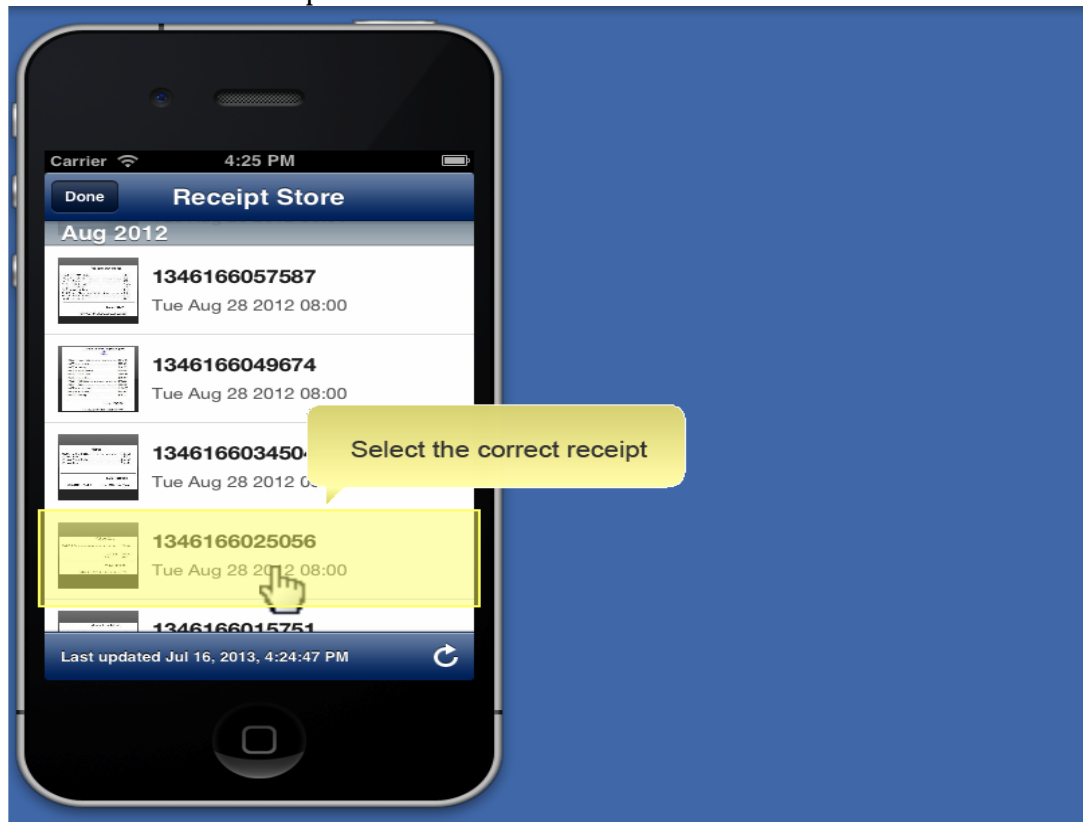 Carrier 4:25 PM
Done Receipt Store
Aug 2012
1346166057587
Tue Aug 28 2012 08:00
1346166049674
Tue Aug 28 2012 08:00
134616603450
Select the correct receipt
Tue Aug 28 2012
1346166025056
Tue Aug 28 2012 08:00
1346166015751
Last updated Jul 16, 2013, 4:24:47 PM